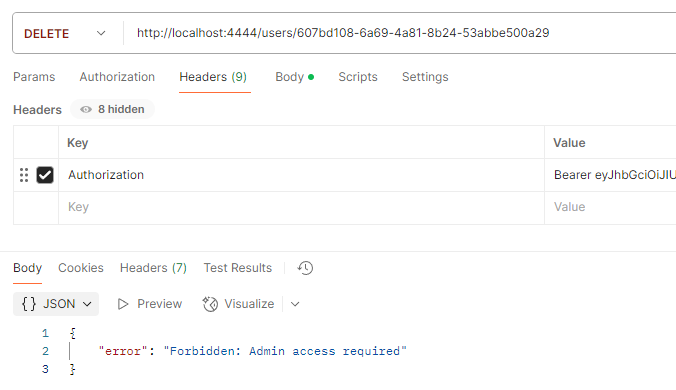 DELETE http://localhost:4444/users/607bd108-6a69-4a81-8b24-53abbe500a29
Params Authorization Headers (9) Body Scripts Settings
Headers 8 hidden
Key Value
Authorization Bearer eyJhbGciOiJIU
Key Value
Body Cookies Headers (7) Test Results
{} JSON Preview Visualize
1 {
2 "error": "Forbidden: Admin access required"
3 }